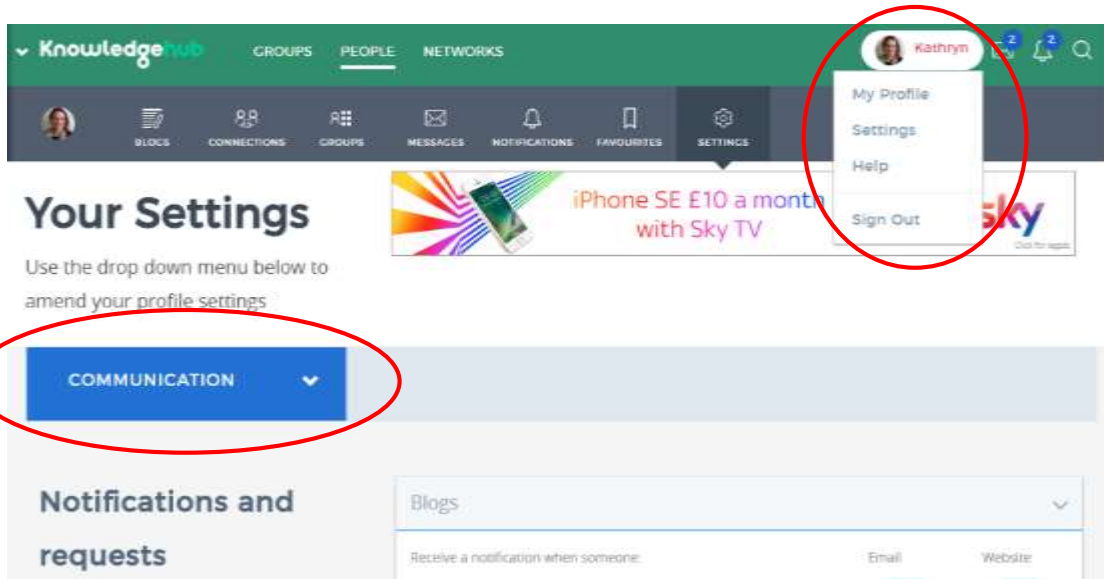 Knowledgehub GROUPS PEOPLE NETWORKS Kathryn 2 2
BLOGS CONNECTIONS GROUPS MESSAGES NOTIFICATIONS FAVOURITES SETTINGS
My Profile
Settings
Help
Sign Out
Your Settings
Use the drop down menu below to
amend your profile settings
iPhone SE £10 a month
with Sky TV
sky
COMMUNICATION
Notifications and
requests
Blogs
Receive a notification when someone: Email Website